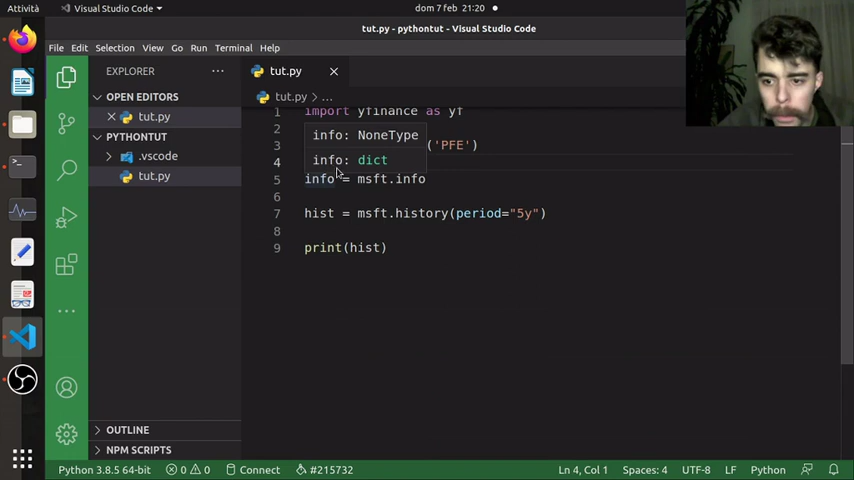 Attività
Visual Studio Code
dom 7 feb 21:20
tut.py - pythontut - Visual Studio Code
File Edit Selection View Go Run Terminal Help
EXPLORER
OPEN EDITORS
tut.py
PYTHONTUT
.vscode
tut.py
OUTLINE
NPM SCRIPTS
tut.py
tut.py > ...
1 import yfinance as yf
2
info: NoneType
3 ('PFE')
4
info: dict
5 info = msft.info
6
7 hist = msft.history(period="5y")
8
9 print(hist)
Python 3.8.5 64-bit 0 0 Connect #215732 Ln 4, Col 1 Spaces: 4 UTF-8 LF Python